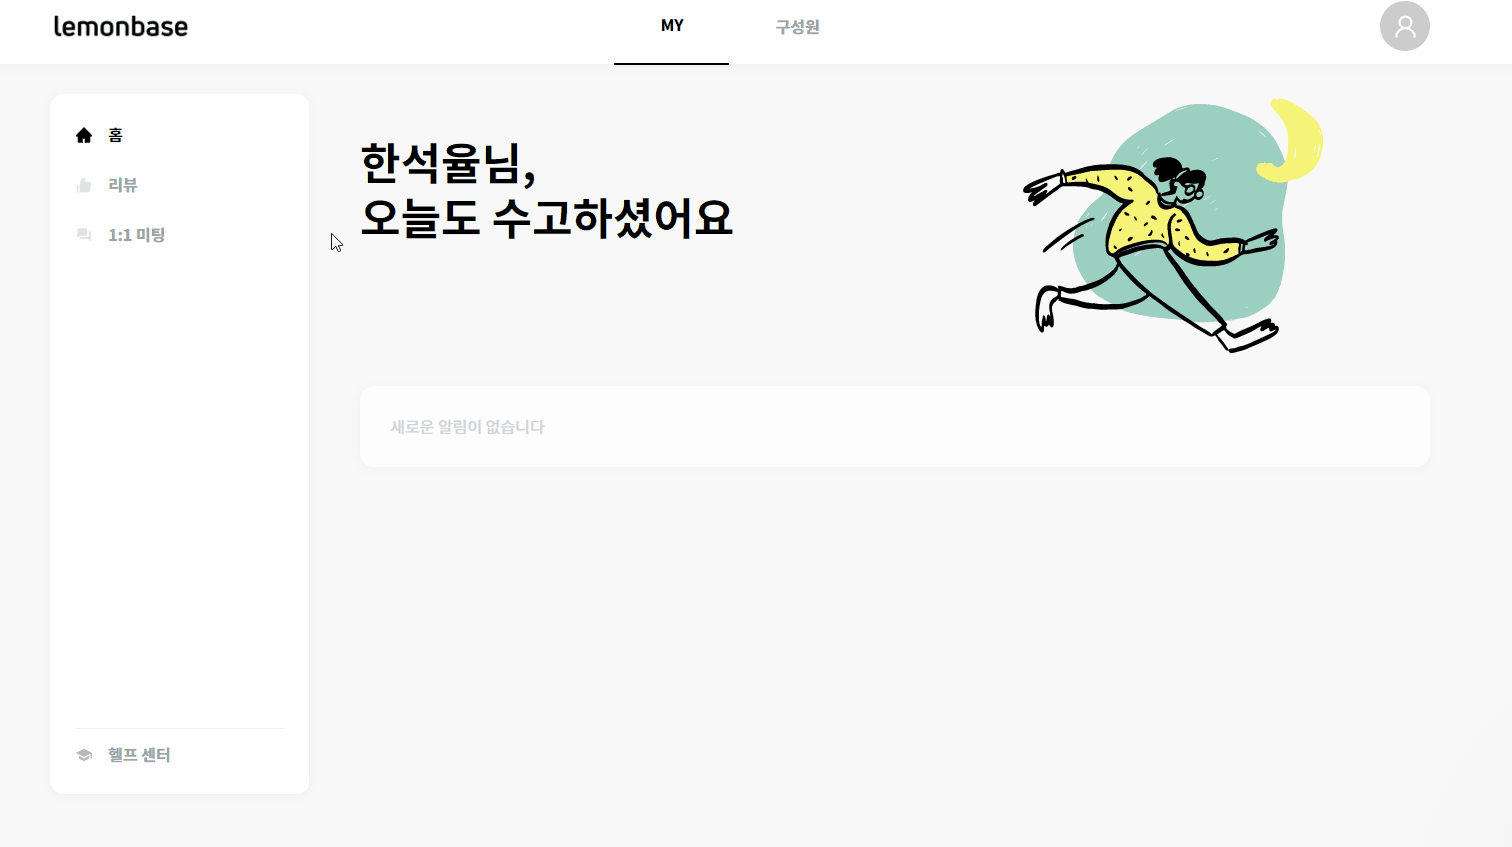 lemonbase
MY
구성원
홈
리뷰
1:1 미팅
헬프 센터
한석율님,
오늘도 수고하셨어요
새로운 알림이 없습니다